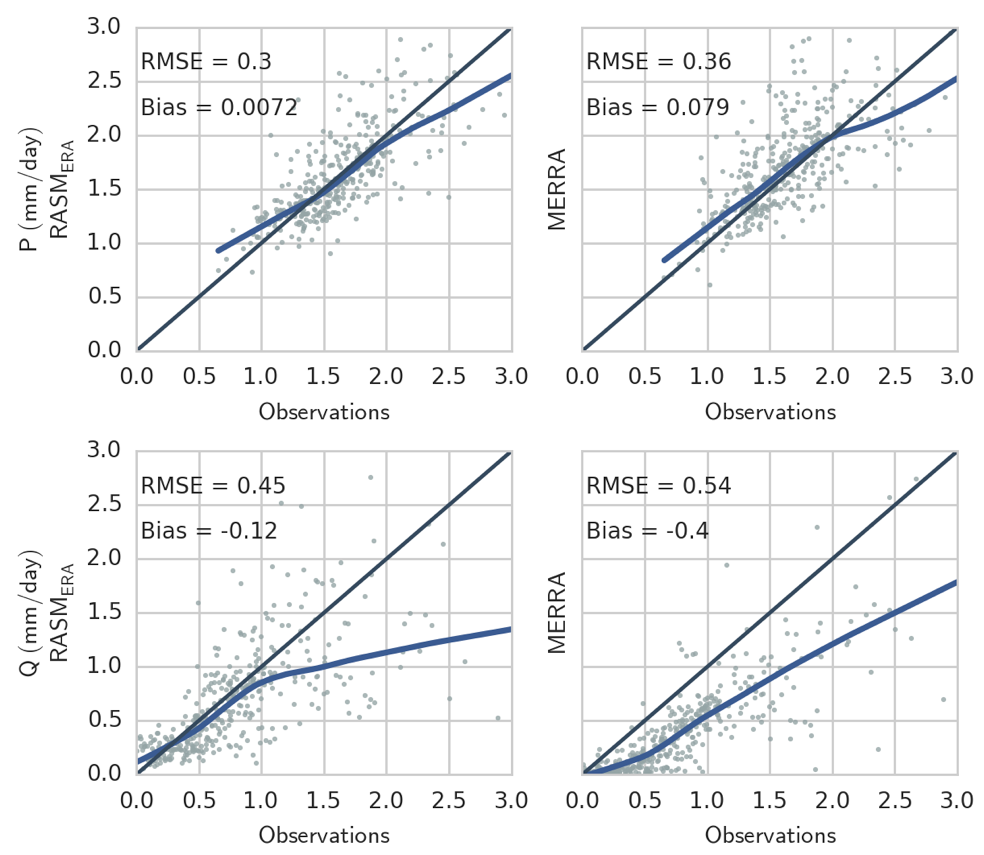 3.0
2.5
2.0
1.5
1.0
0.5
0.0
P (mm/day)
RASM_ERA
RMSE = 0.3
Bias = 0.0072
0.0 0.5 1.0 1.5 2.0 2.5 3.0
Observations
MERRA
RMSE = 0.36
Bias = 0.079
0.0 0.5 1.0 1.5 2.0 2.5 3.0
Observations
3.0
2.5
2.0
1.5
1.0
0.5
0.0
Q (mm/day)
RASM_ERA
RMSE = 0.45
Bias = -0.12
0.0 0.5 1.0 1.5 2.0 2.5 3.0
Observations
MERRA
RMSE = 0.54
Bias = -0.4
0.0 0.5 1.0 1.5 2.0 2.5 3.0
Observations